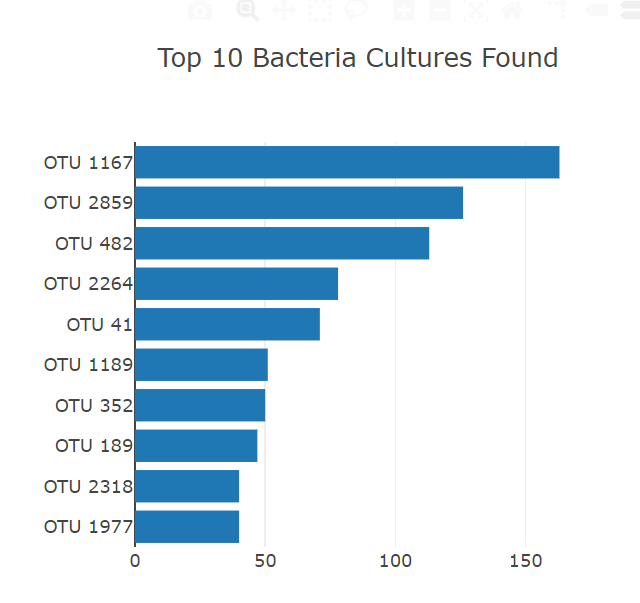 Top 10 Bacteria Cultures Found
OTU 1167
OTU 2859
OTU 482
OTU 2264
OTU 41
OTU 1189
OTU 352
OTU 189
OTU 2318
OTU 1977
0 50 100 150